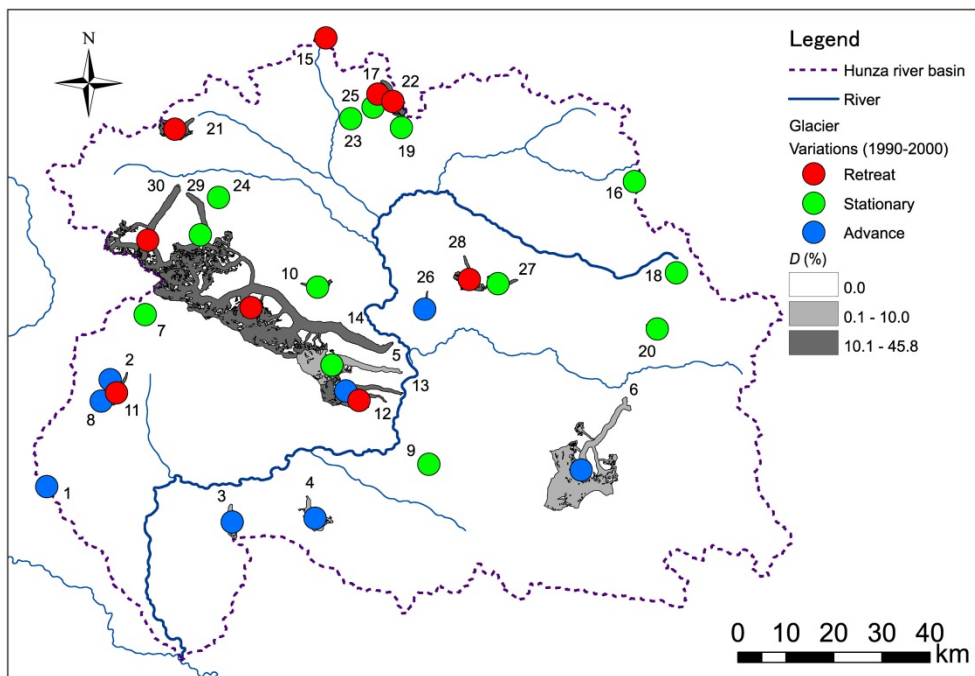 N
15
17
22
25
23
19
21
16
30
29
24
28
27
26
18
10
14
7
20
5
2
13
6
8
11
12
9
1
3
4
Legend
Hunza river basin
River
Glacier
Variations (1990-2000)
Retreat
Stationary
Advance
D (%)
0.0
0.1 - 10.0
10.1 - 45.8
0 10 20 30 40
km